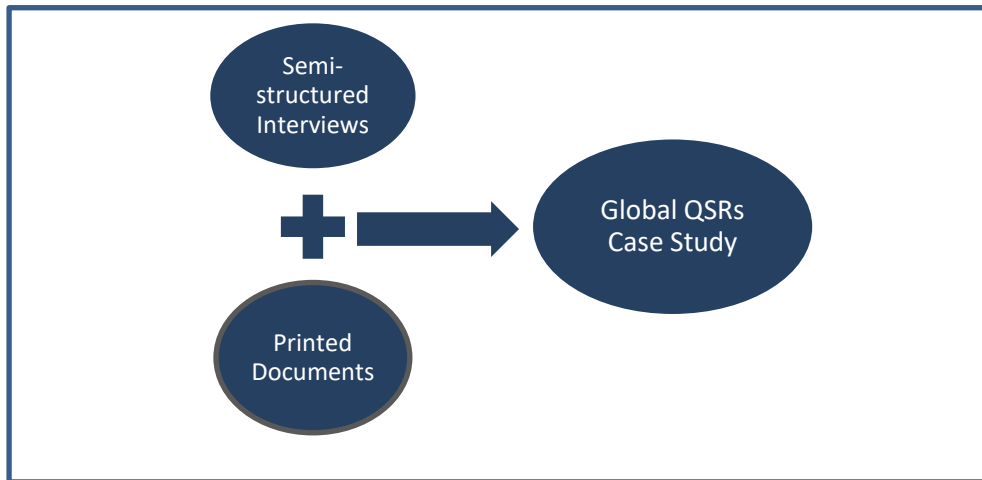 Semi-
structured
Interviews
Global QSRs
Case Study
Printed
Documents